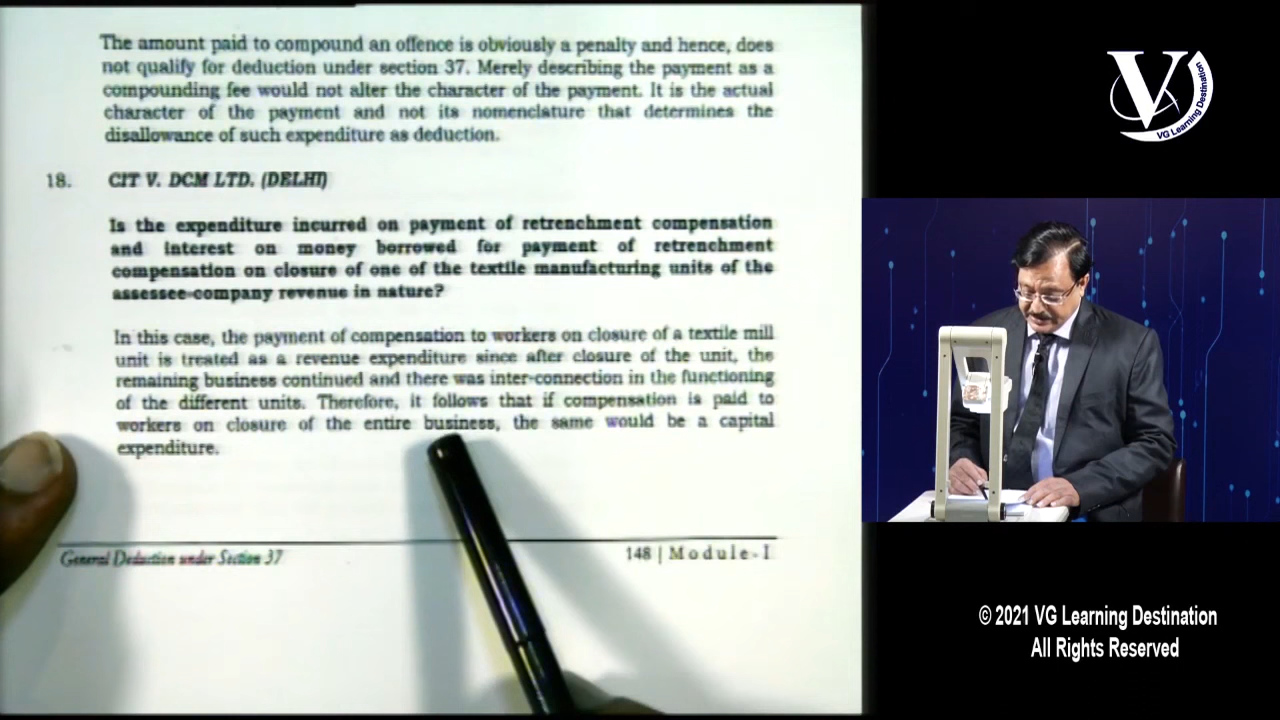 The amount paid to compound an offence is obviously a penalty and hence, does
not qualify for deduction under section 37. Merely describing the payment as a
compounding fee would not alter the character of the payment. It is the actual
character of the payment and not its nomenclature that determines the
disallowance of such expenditure as deduction.
18. CIT V. DCM LTD. (DELHI)
Is the expenditure incurred on payment of retrenchment compensation
and interest on money borrowed for payment of retrenchment
compensation on closure of one of the textile manufacturing units of the
assessee-company revenue in nature?
In this case, the payment of compensation to workers on closure of a textile mill
unit is treated as a revenue expenditure since after closure of the unit, the
remaining business continued and there was inter-connection in the functioning
of the different units. Therefore, it follows that if compensation is paid to
workers on closure of the entire business, the same would be a capital
expenditure.
General Deduction under Section 37
148 | Module-I
V
VG Learning Destination
© 2021 VG Learning Destination
All Rights Reserved